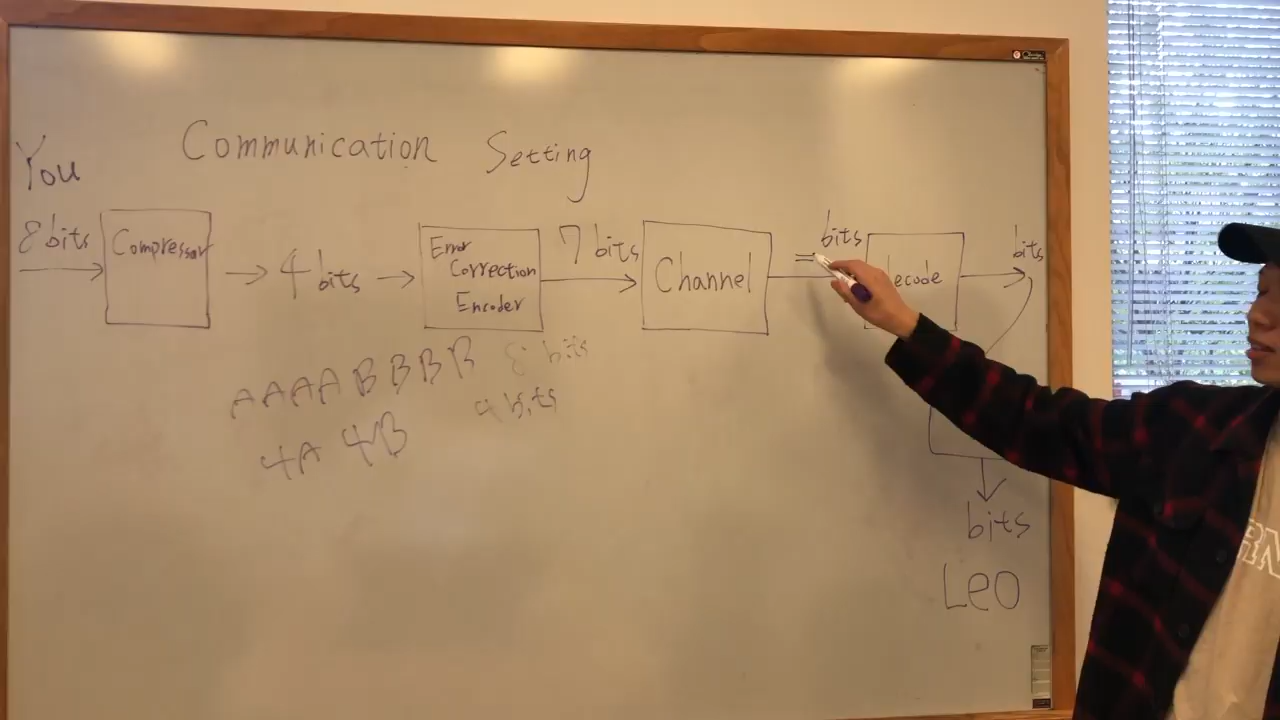 Communication Setting
You
8 bits
Compressor
4 bits
Error
Correction
Encoder
7 bits
Channel
bits
decode
bits
AAAABBBB 8 bits
4A 4B 4 bits
bits
Leo